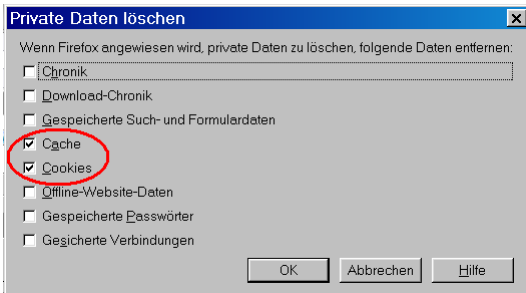 Private Daten löschen
Wenn Firefox angewiesen wird, private Daten zu löschen, folgende Daten entfernen:
Chronik
Download-Chronik
Gespeicherte Such- und Formulardaten
Cache
Cookies
Offline-Website-Daten
Gespeicherte Passwörter
Gesicherte Verbindungen
OK Abbrechen Hilfe